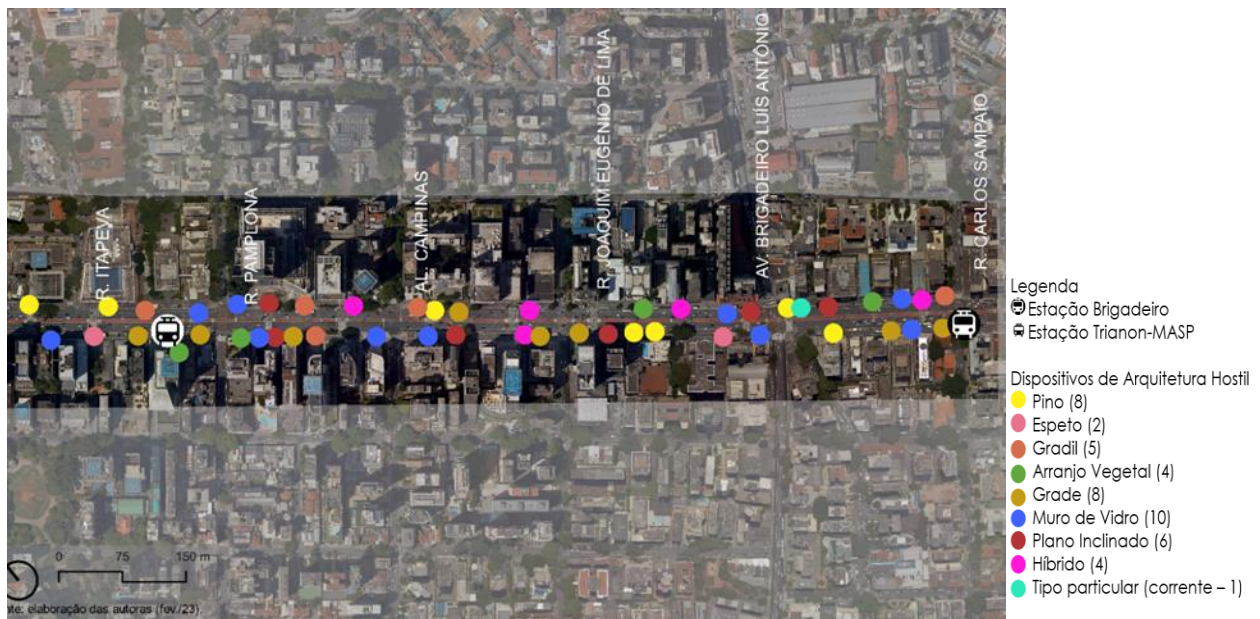 R. ITAPEVA
R. PAMPLONA
AL. CAMPINAS
R. JOAQUIM EUGÊNIO DE LIMA
AV. BRIGADEIRO LUÍS ANTÔNIO
R. CARLOS SAMPAIO
Legenda
Estação Brigadeiro
Estação Trianon-MASP
Dispositivos de Arquitetura Hostil
Pino (8)
Espeto (2)
Gradil (5)
Arranjo Vegetal (4)
Grade (8)
Muro de Vidro (10)
Plano Inclinado (6)
Híbrido (4)
Tipo particular (corrente – 1)
0 75 150 m
nte: elaboração das autoras (fev./23).